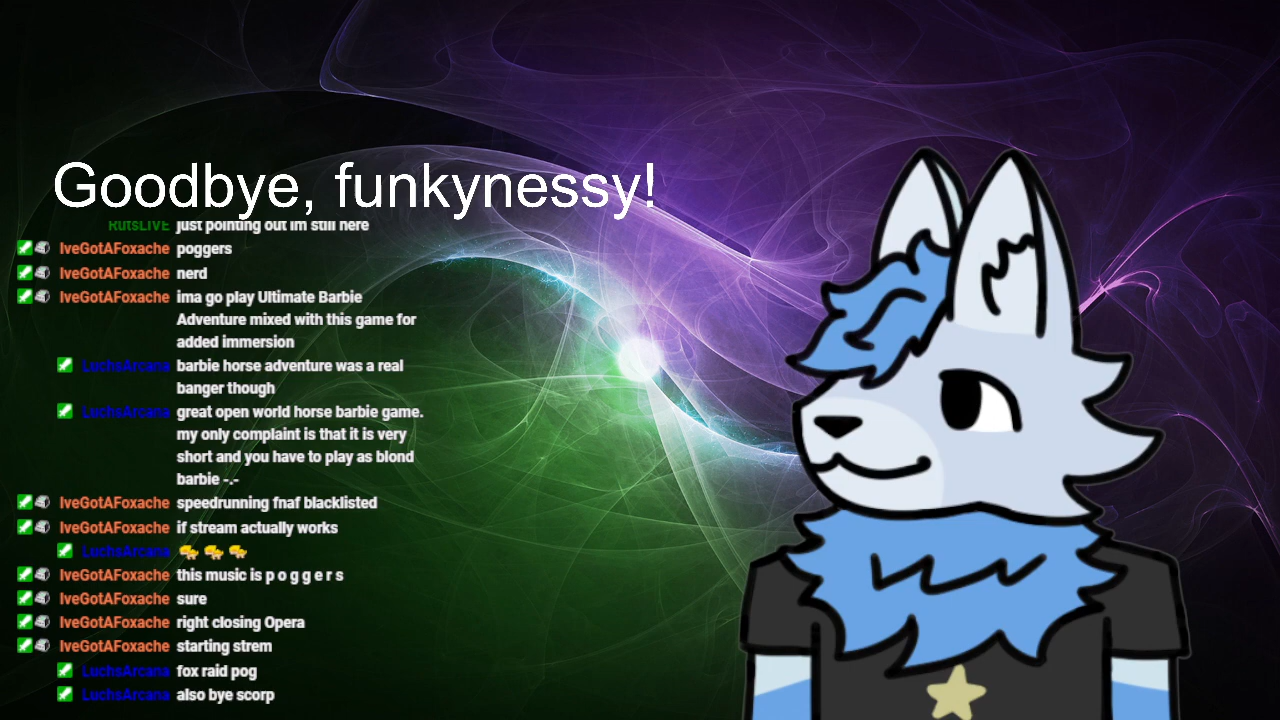 Goodbye, funkynessy!
RutsLIVE just pointing out im still here
IveGotAFoxache poggers
IveGotAFoxache nerd
IveGotAFoxache ima go play Ultimate Barbie
Adventure mixed with this game for
added immersion
LuchsArcana barbie horse adventure was a real
banger though
LuchsArcana great open world horse barbie game.
my only complaint is that it is very
short and you have to play as blond
barbie -.-
IveGotAFoxache speedrunning fnaf blacklisted
IveGotAFoxache if stream actually works
LuchsArcana
IveGotAFoxache this music is p o g g e r s
IveGotAFoxache sure
IveGotAFoxache right closing Opera
IveGotAFoxache starting strem
LuchsArcana fox raid pog
LuchsArcana also bye scorp